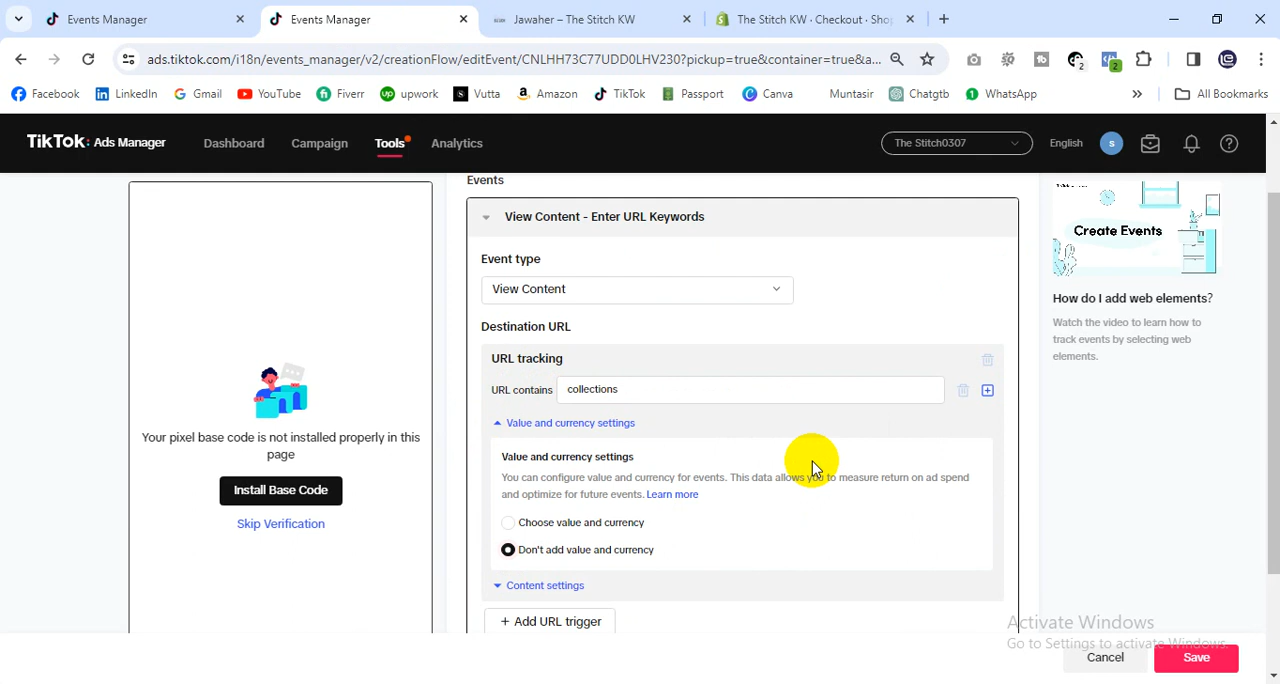 Events Manager
Events Manager
Jawaher – The Stitch KW
The Stitch KW · Checkout · Sho
ads.tiktok.com/i18n/events_manager/v2/creationFlow/editEvent/CNLHH73C77UDD0LHV230?pickup=true&container=true&a...
2
2
Facebook
LinkedIn
Gmail
YouTube
Fiverr
upwork
Vutta
Amazon
TikTok
Passport
Canva
Muntasir
Chatgtb
WhatsApp
»
All Bookmarks
TikTok: Ads Manager
Dashboard
Campaign
Tools
Analytics
The Stitch0307
English
S
Events
View Content - Enter URL Keywords
Event type
View Content
Destination URL
URL tracking
URL contains
collections
Value and currency settings
Value and currency settings
You can configure value and currency for events. This data allows you to measure return on ad spend
and optimize for future events. Learn more
Choose value and currency
Don't add value and currency
Content settings
+ Add URL trigger
Your pixel base code is not installed properly in this
page
Install Base Code
Skip Verification
Create Events
How do I add web elements?
Watch the video to learn how to
track events by selecting web
elements.
Activate Windows
Go to Settings to activate Windows.
Cancel
Save